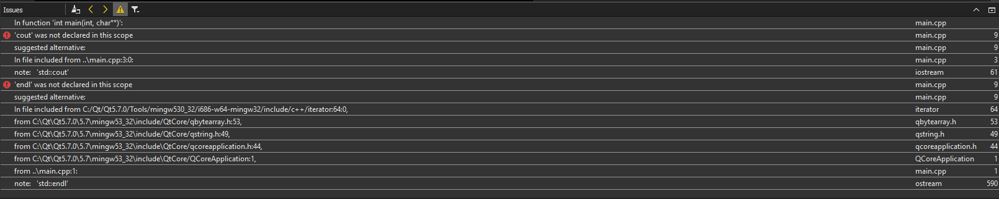 Issues
In function 'int main(int, char**)': main.cpp
'cout' was not declared in this scope main.cpp 9
suggested alternative: main.cpp 9
In file included from ..\main.cpp:3:0: main.cpp 3
note:   'std::cout' iostream 61
'endl' was not declared in this scope main.cpp 9
suggested alternative: main.cpp 9
In file included from C:/Qt/Qt5.7.0/Tools/mingw530_32/i686-w64-mingw32/include/c++/iterator:64:0, iterator 64
from C:\Qt\Qt5.7.0\5.7\mingw53_32\include/QtCore/qbytearray.h:53, qbytearray.h 53
from C:\Qt\Qt5.7.0\5.7\mingw53_32\include/QtCore/qstring.h:49, qstring.h 49
from C:\Qt\Qt5.7.0\5.7\mingw53_32\include\QtCore/qcoreapplication.h:44, qcoreapplication.h 44
from C:\Qt\Qt5.7.0\5.7\mingw53_32\include\QtCore/QCoreApplication:1, QCoreApplication 1
from ..\main.cpp:1: main.cpp 1
note:   'std::endl' ostream 590